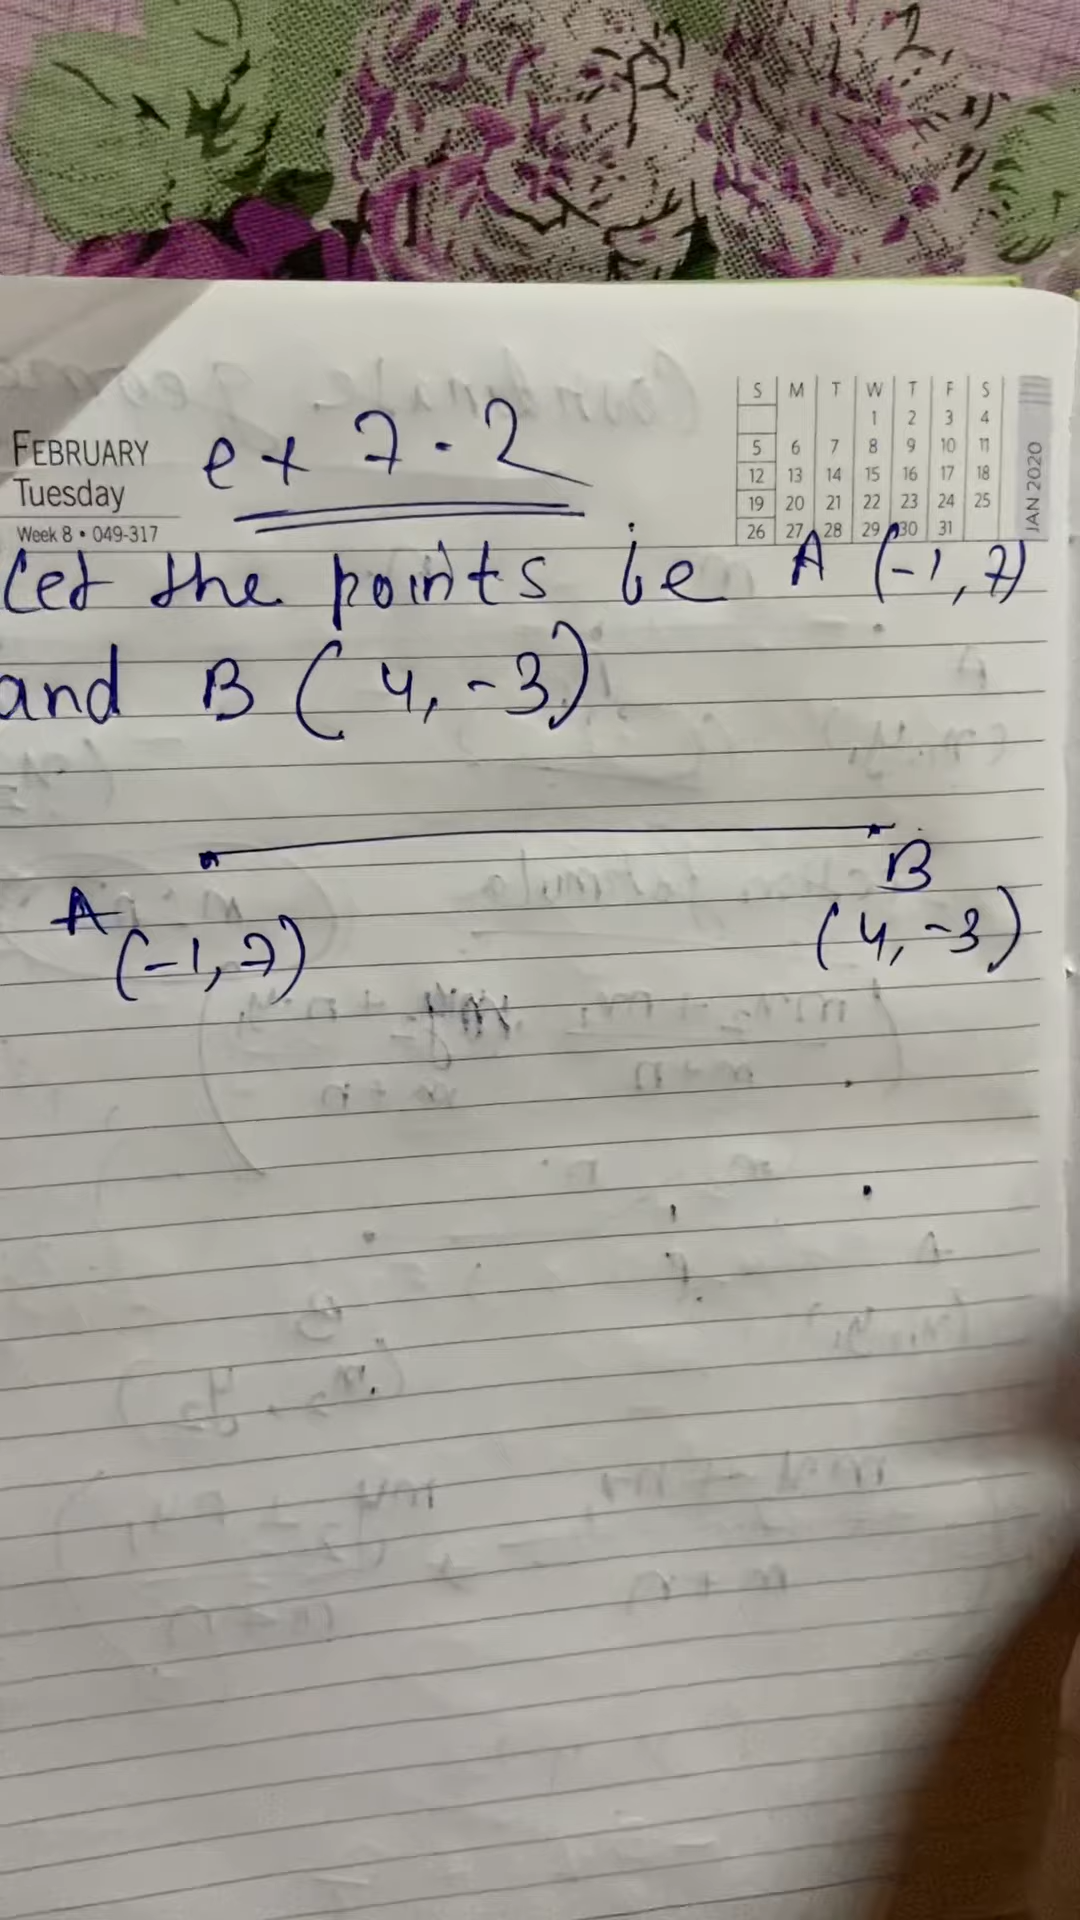 FEBRUARY
Tuesday
Week 8 • 049-317
ex 7.2
S M T W T F S
1 2 3 4
5 6 7 8 9 10 11
12 13 14 15 16 17 18
19 20 21 22 23 24 25
26 27 28 29 30 31
JAN 2020
Let the points ie A (-1, 7)
and B (4, -3)
A B
(-1, 7) (4, -3)